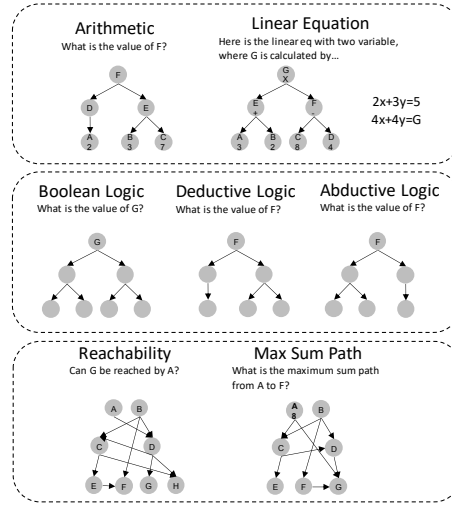 Arithmetic
What is the value of F?
F
D
E
A
2
B
3
C
7
Linear Equation
Here is the linear eq with two variable,
where G is calculated by…
G
X
E
+
F
-
A
3
B
2
C
8
D
4
2x+3y=5
4x+4y=G
Boolean Logic
What is the value of G?
G
Deductive Logic
What is the value of F?
F
Abductive Logic
What is the value of F?
F
Reachability
Can G be reached by A?
A
B
C
D
E
F
G
H
Max Sum Path
What is the maximum sum path
from A to F?
A
8
B
C
D
E
F
G